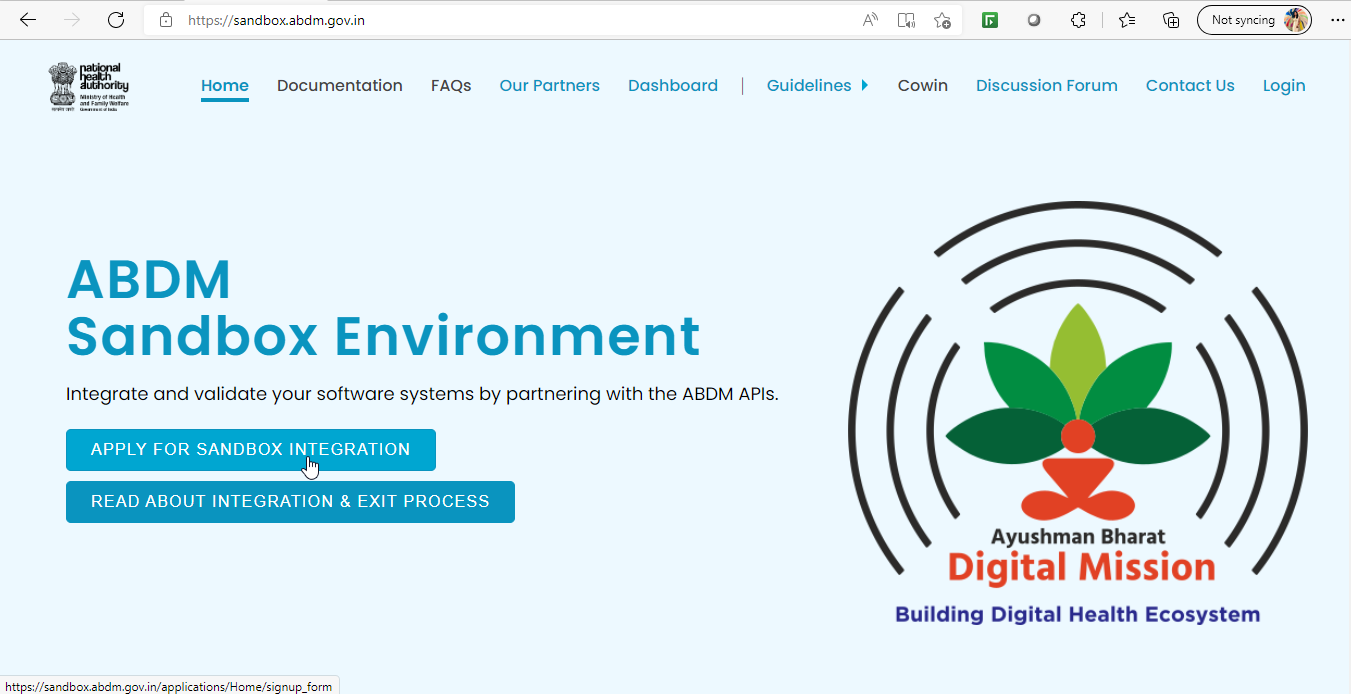 https://sandbox.abdm.gov.in
Not syncing
national
health
authority
Ministry of Health
and Family Welfare
Government of India
Home
Documentation
FAQs
Our Partners
Dashboard
Guidelines
Cowin
Discussion Forum
Contact Us
Login
ABDM
Sandbox Environment
Integrate and validate your software systems by partnering with the ABDM APIs.
APPLY FOR SANDBOX INTEGRATION
READ ABOUT INTEGRATION & EXIT PROCESS
Ayushman Bharat
Digital Mission
Building Digital Health Ecosystem
https://sandbox.abdm.gov.in/applications/Home/signup_form